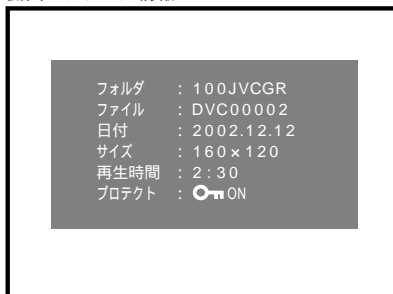 フォルダ : 100JVCGR
ファイル : DVC00002
日付 : 2002.12.12
サイズ : 160×120
再生時間 : 2:30
プロテクト : ON